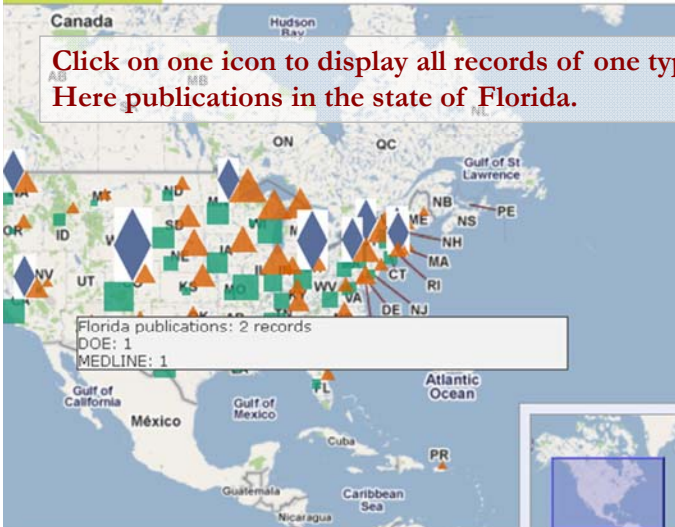 Canada
Hudson
Bay
Click on one icon to display all records of one typ
Here publications in the state of Florida.
AB
MB
NL
ON
QC
Gulf of St
Lawrence
NB
PE
ME
NS
MT
ND
NH
OR
ID
SD
MA
IA
NE
CT
RI
NV
UT
KS
MO
WV
VA
DE NJ
Florida publications: 2 records
DOE: 1
MEDLINE: 1
Gulf of
California
México
Gulf of
Mexico
FL
Atlantic
Ocean
Cuba
PR
Guatemala
Caribbean
Sea
Nicaragua